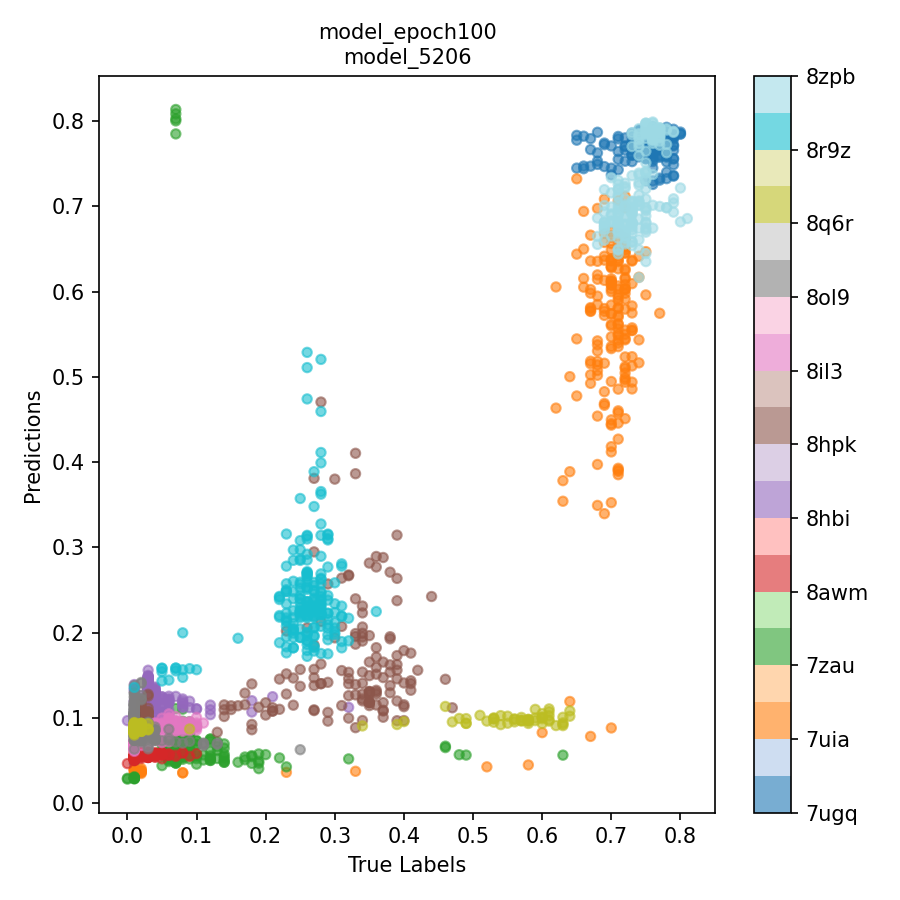 model_epoch100
model_5206
Predictions
0.8
0.7
0.6
0.5
0.4
0.3
0.2
0.1
0.0
0.0 0.1 0.2 0.3 0.4 0.5 0.6 0.7 0.8
True Labels
8zpb
8r9z
8q6r
8ol9
8il3
8hpk
8hbi
8awm
7zau
7uia
7ugq